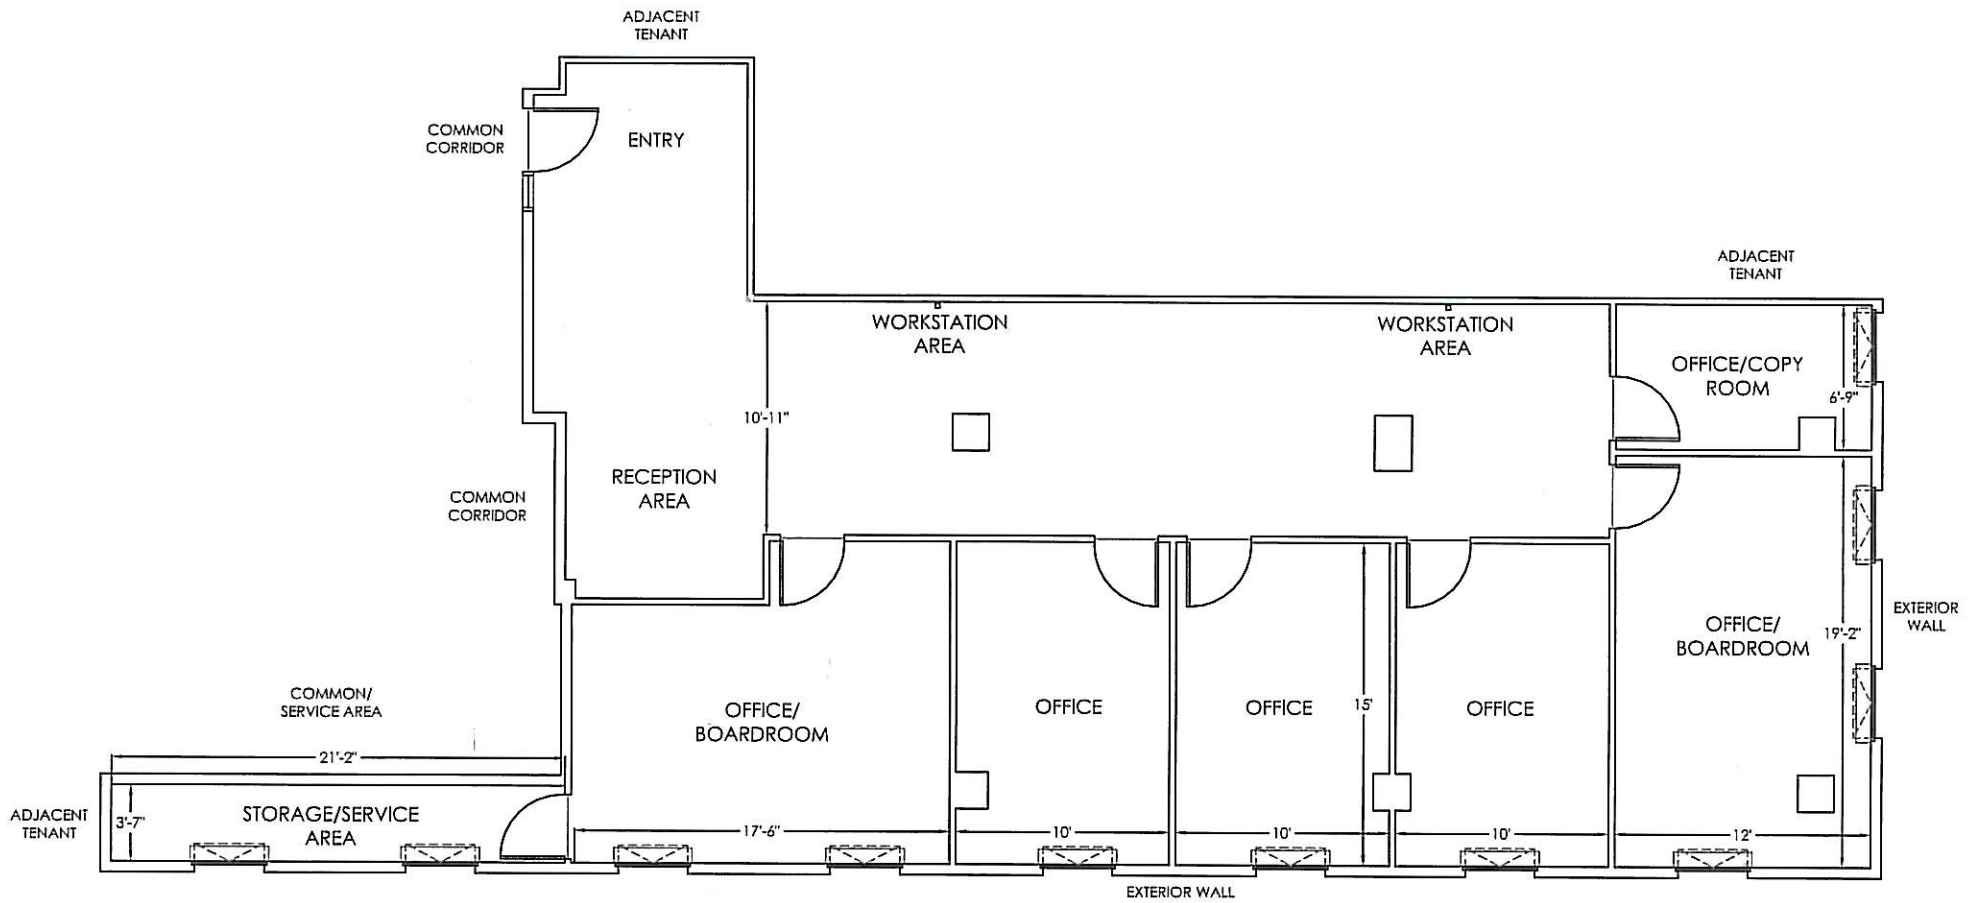 ADJACENT
TENANT
COMMON
CORRIDOR
ENTRY
ADJACENT
TENANT
WORKSTATION
AREA
WORKSTATION
AREA
OFFICE/COPY
ROOM
6'-9"
10'-11"
RECEPTION
AREA
COMMON
CORRIDOR
EXTERIOR
WALL
OFFICE/
BOARDROOM
19'-2"
COMMON/
SERVICE AREA
OFFICE/
BOARDROOM
OFFICE
OFFICE
15'
OFFICE
21'-2"
ADJACENT
TENANT
3'-7"
STORAGE/SERVICE
AREA
17'-6"
10'
10'
10'
12'
EXTERIOR WALL